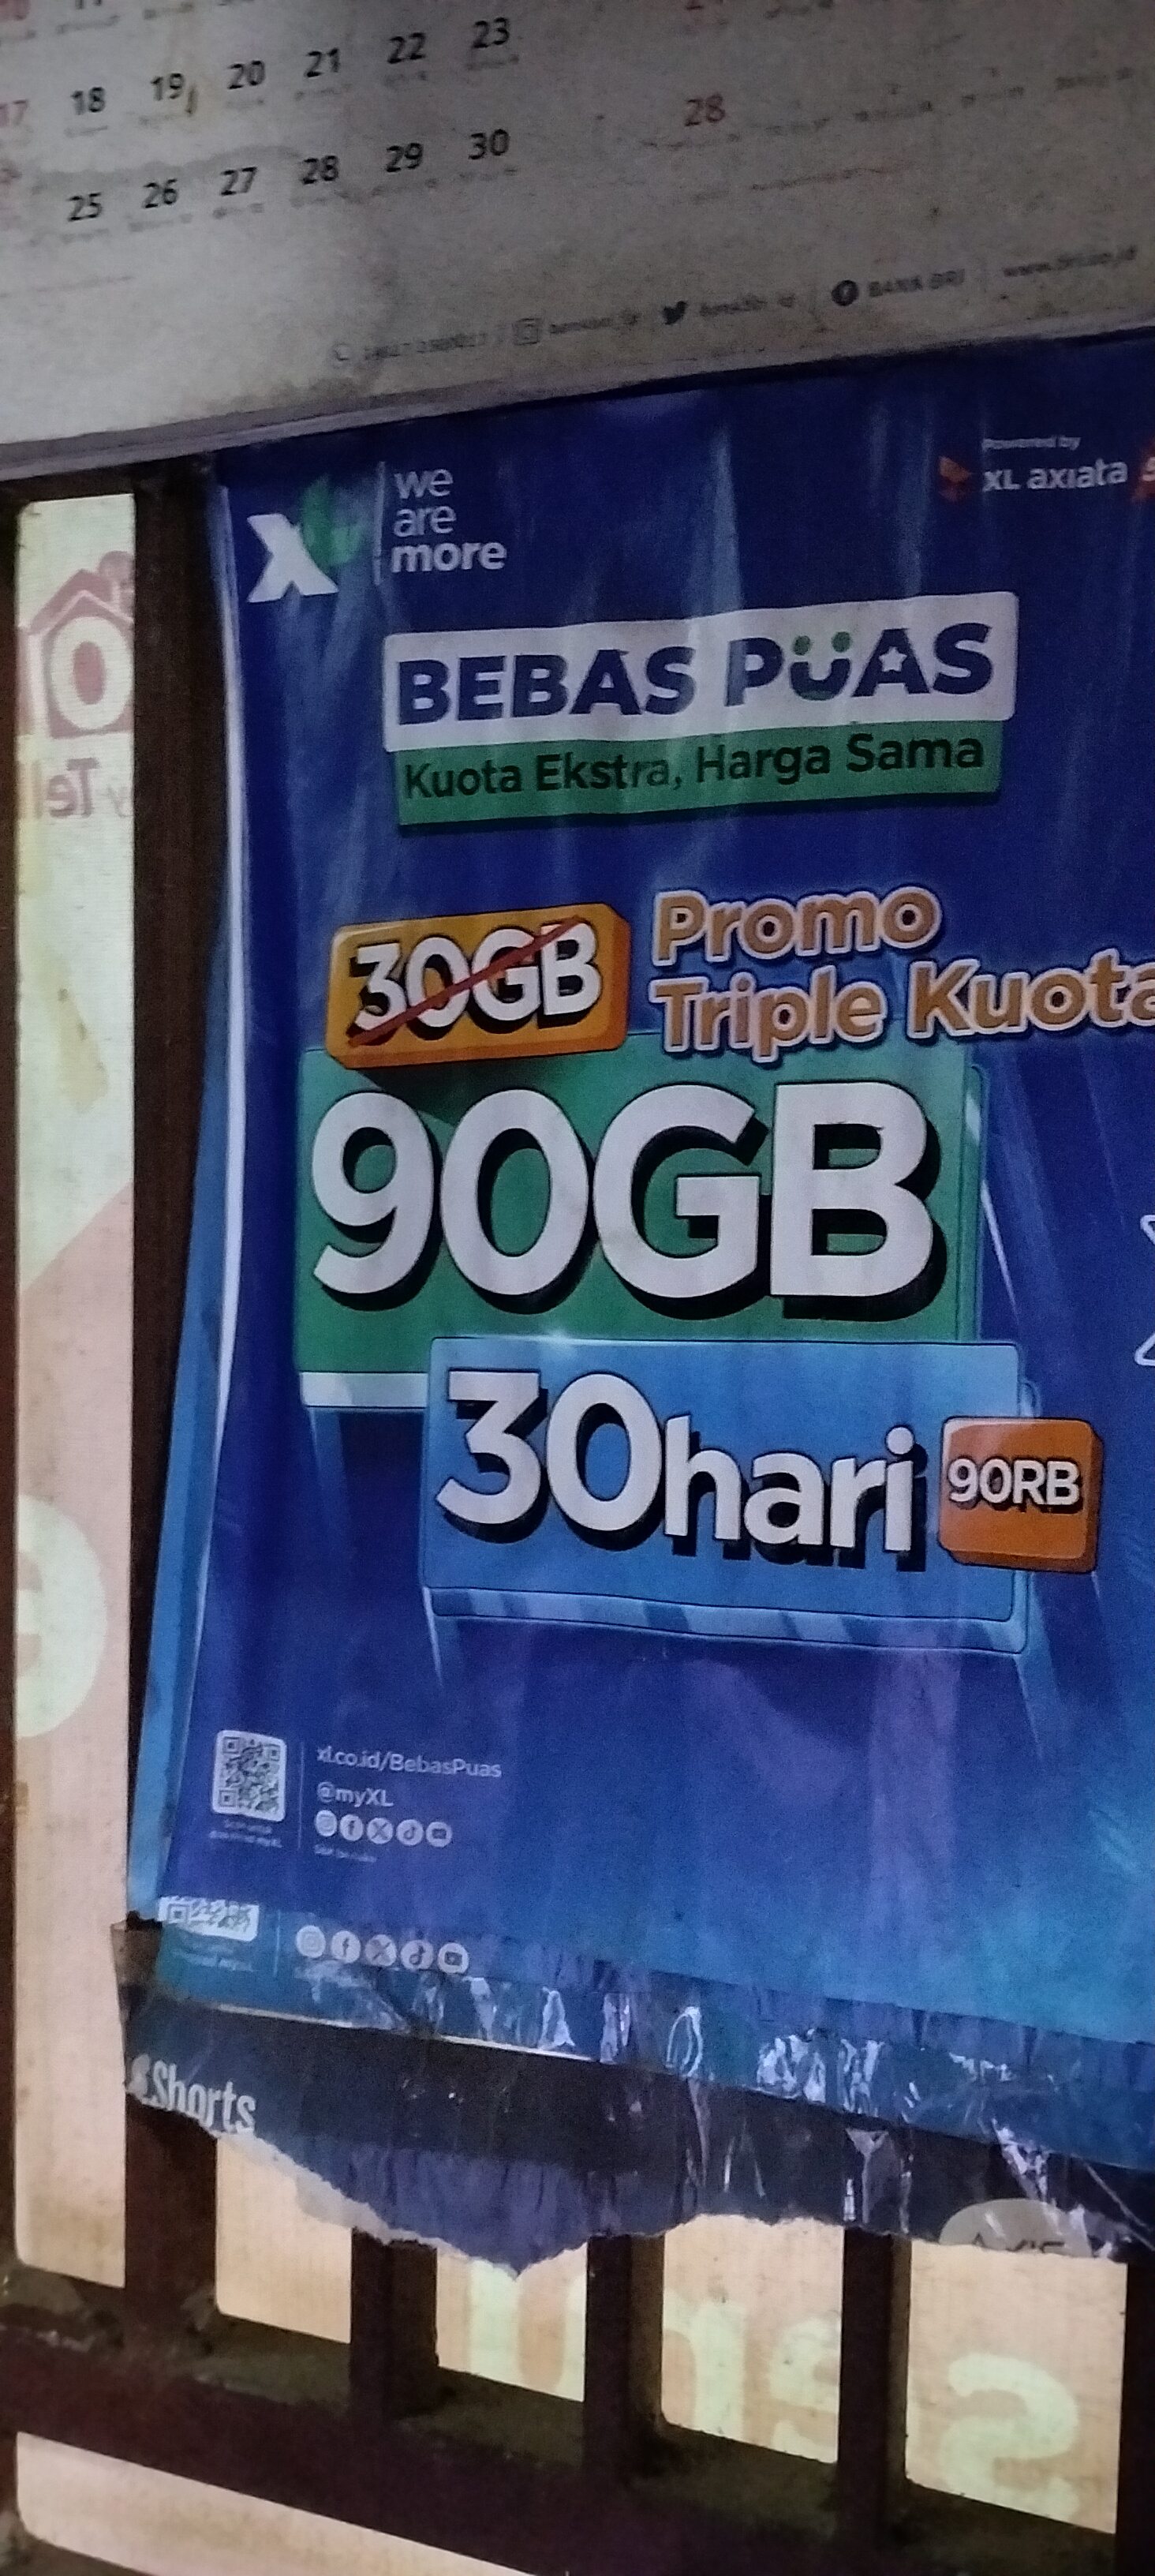 18 19 20 21 22 23
28
25 26 27 28 29 30
BANK BRI
we
are
more
Powered by
XL axiata
BEBAS PUAS
Kuota Ekstra, Harga Sama
30GB
Promo
Triple Kuota
90GB
30hari
90RB
xl.co.id/BebasPuas
@myXL
Shorts